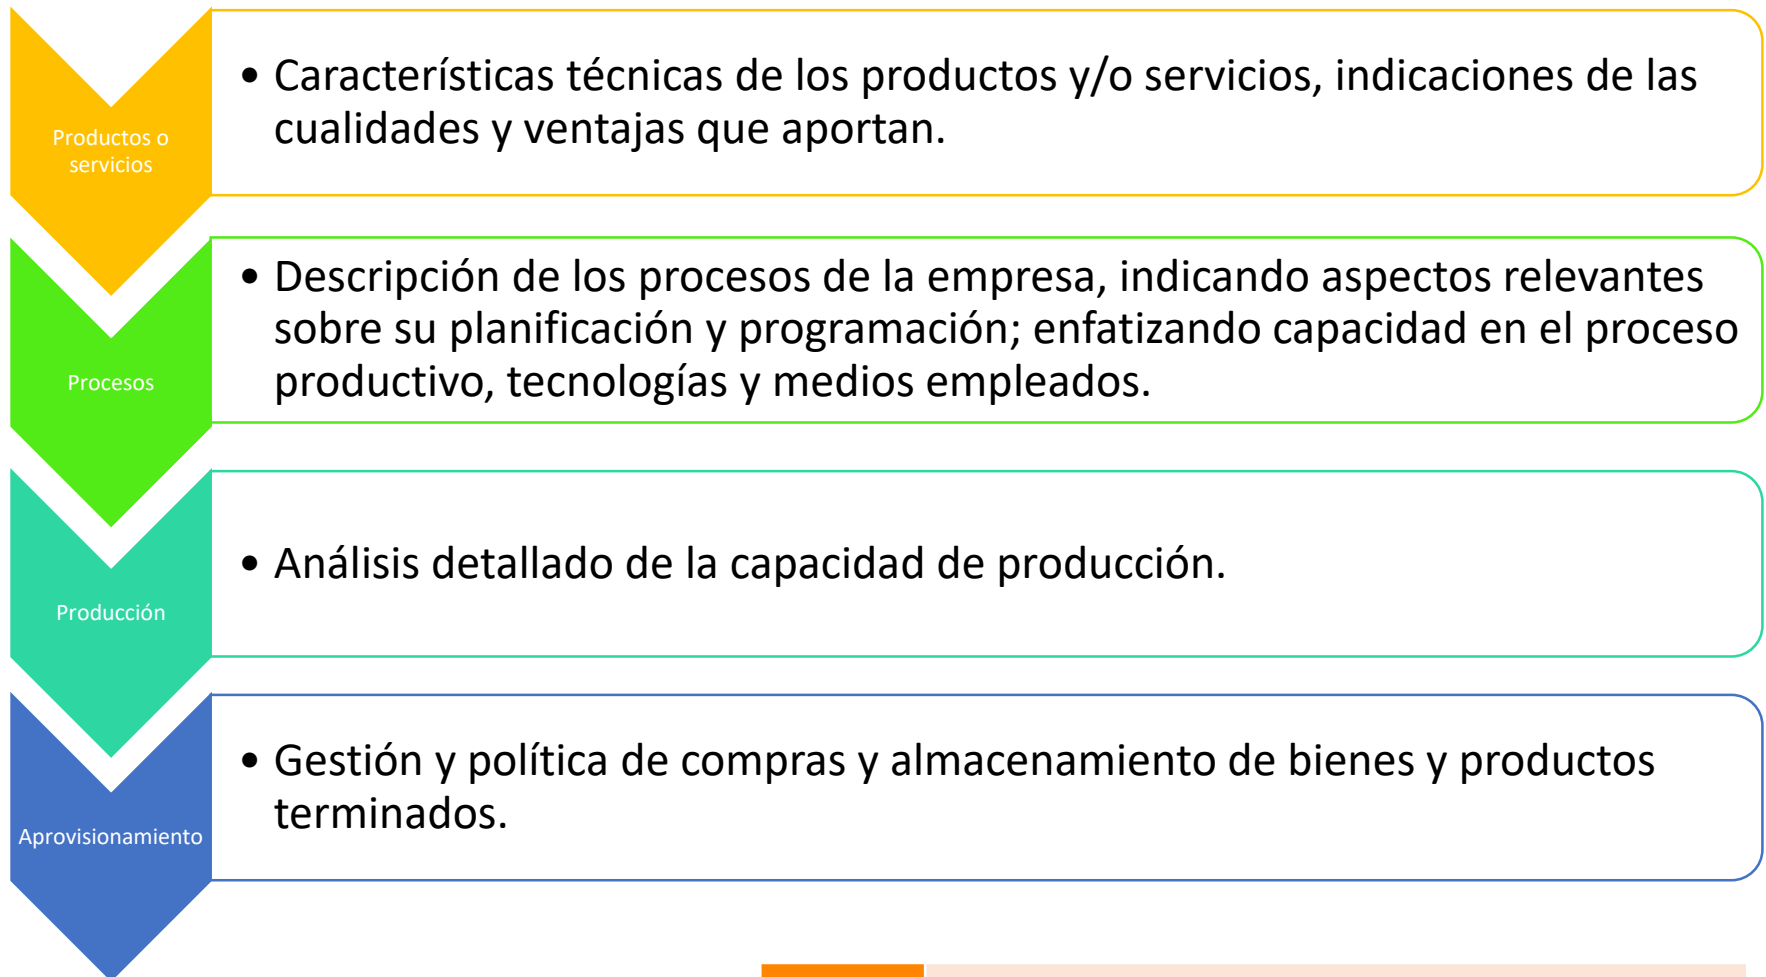 Productos o
servicios
• Características técnicas de los productos y/o servicios, indicaciones de las
cualidades y ventajas que aportan.
Procesos
• Descripción de los procesos de la empresa, indicando aspectos relevantes
sobre su planificación y programación; enfatizando capacidad en el proceso
productivo, tecnologías y medios empleados.
Producción
• Análisis detallado de la capacidad de producción.
Aprovisionamiento
• Gestión y política de compras y almacenamiento de bienes y productos
terminados.